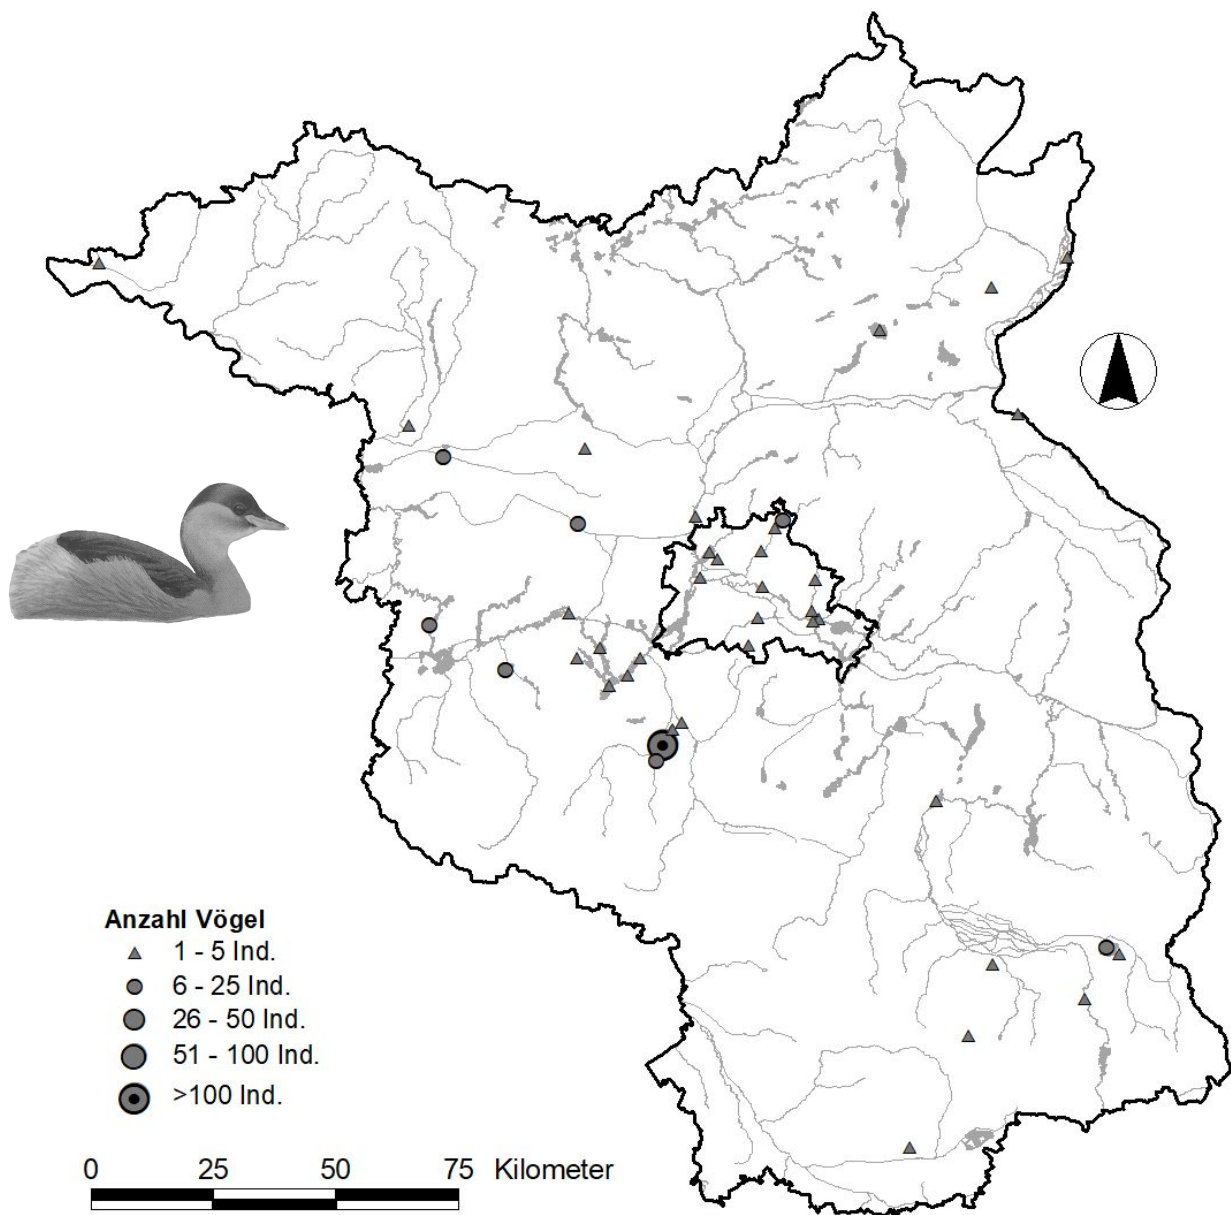 Anzahl Vögel
1 - 5 Ind.
6 - 25 Ind.
26 - 50 Ind.
51 - 100 Ind.
>100 Ind.
0 25 50 75 Kilometer